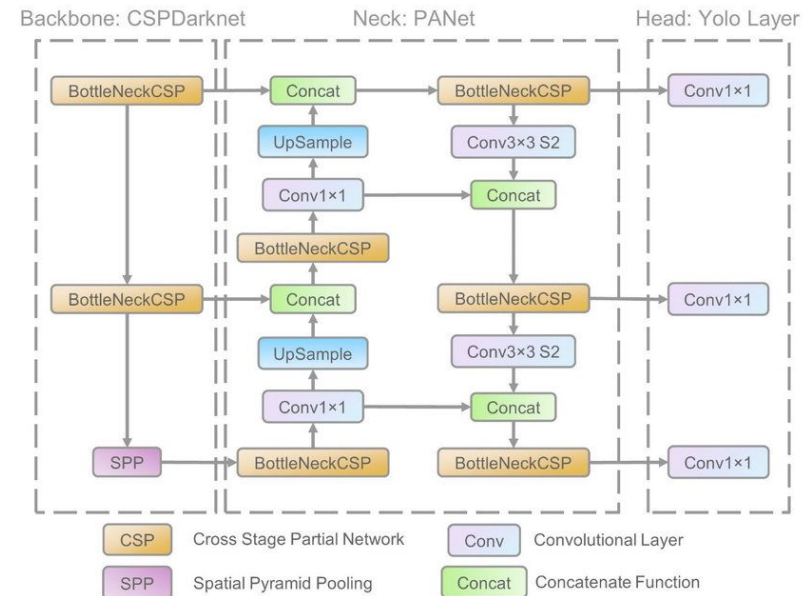 Backbone: CSPDarknet
Neck: PANet
Head: Yolo Layer
BottleNeckCSP
Concat
BottleNeckCSP
Conv1×1
UpSample
Conv3×3 S2
Conv1×1
Concat
BottleNeckCSP
BottleNeckCSP
Concat
BottleNeckCSP
Conv1×1
UpSample
Conv3×3 S2
Conv1×1
Concat
SPP
BottleNeckCSP
BottleNeckCSP
Conv1×1
CSP
Cross Stage Partial Network
Conv
Convolutional Layer
SPP
Spatial Pyramid Pooling
Concat
Concatenate Function